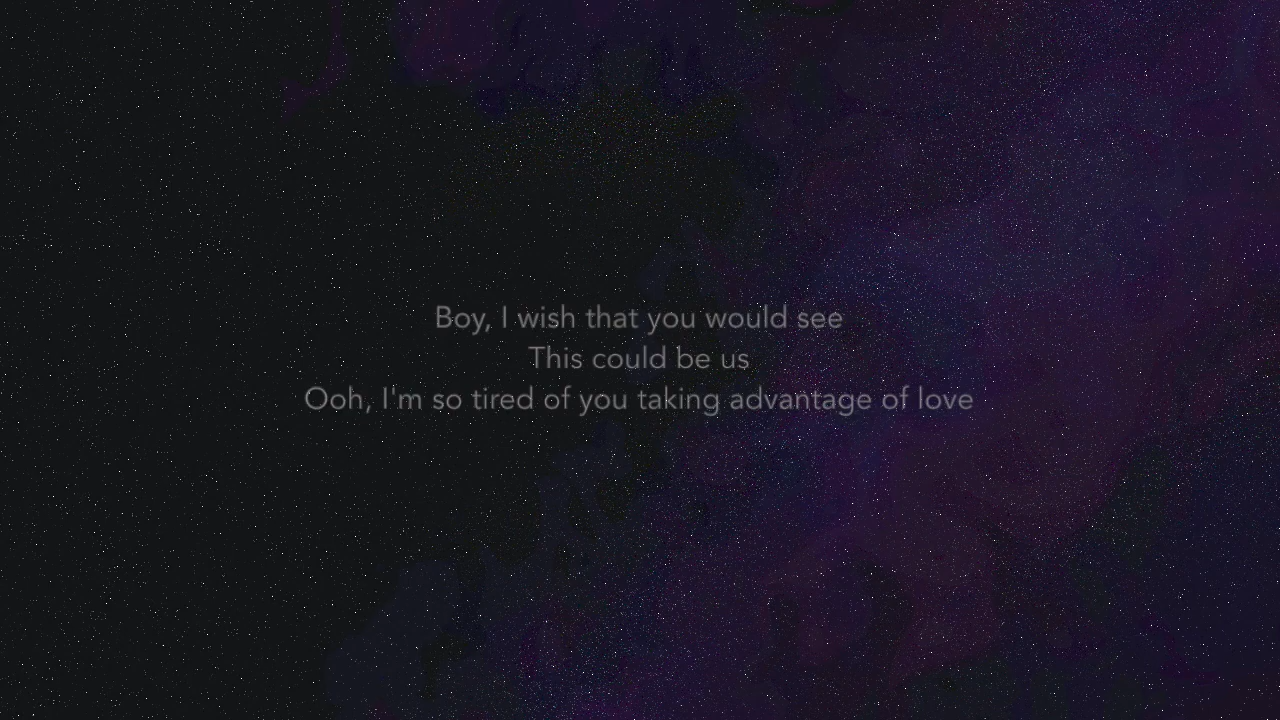 Boy, I wish that you would see
This could be us
Ooh, I'm so tired of you taking advantage of love